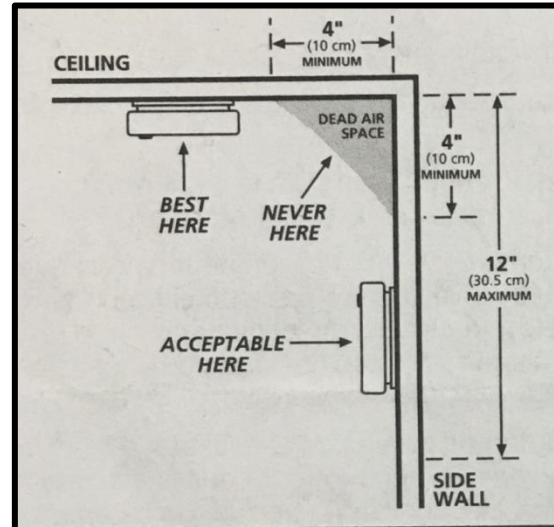 4"
(10 cm)
MINIMUM
CEILING
DEAD AIR
SPACE
4"
(10 cm)
MINIMUM
BEST
HERE
NEVER
HERE
12"
(30.5 cm)
MAXIMUM
ACCEPTABLE
HERE
SIDE
WALL